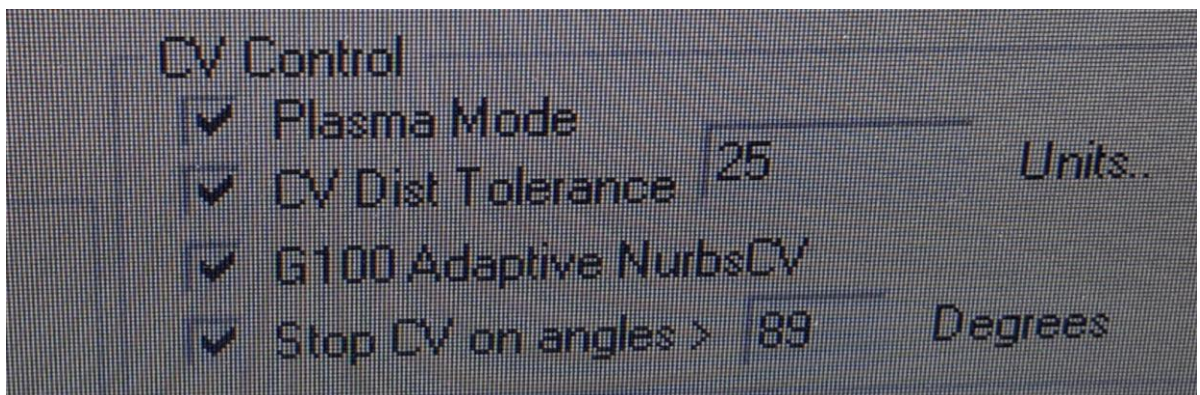 CV Control
Plasma Mode
CV Dist Tolerance 25 Units..
G100 Adaptive NurbsCV
Stop CV on angles > 89 Degrees